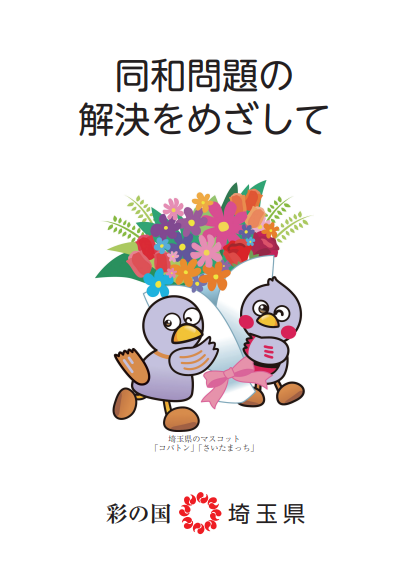 同和問題の
解決をめざして
埼玉県のマスコット
「コバトン」「さいたまっち」
彩の国 埼玉県